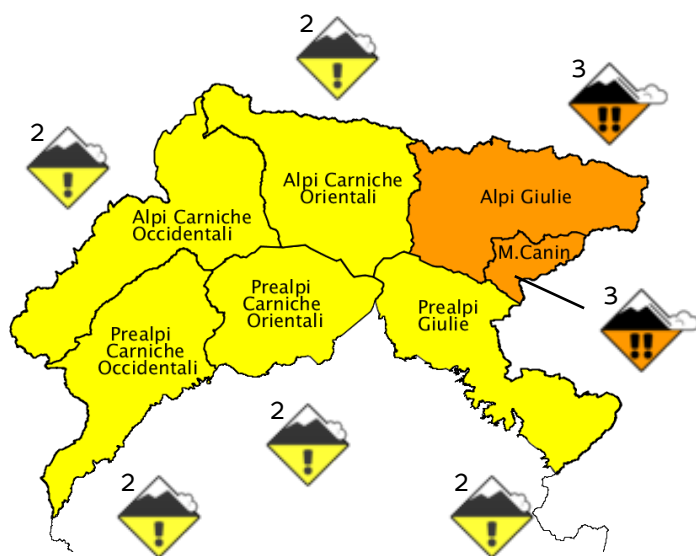 2
3
2
Alpi Carniche
Orientali
Alpi Giulie
Alpi Carniche
Occidentali
M.Canin
Prealpi
Carniche
Orientali
Prealpi
Giulie
3
Prealpi
Carniche
Occidentali
2
2
2